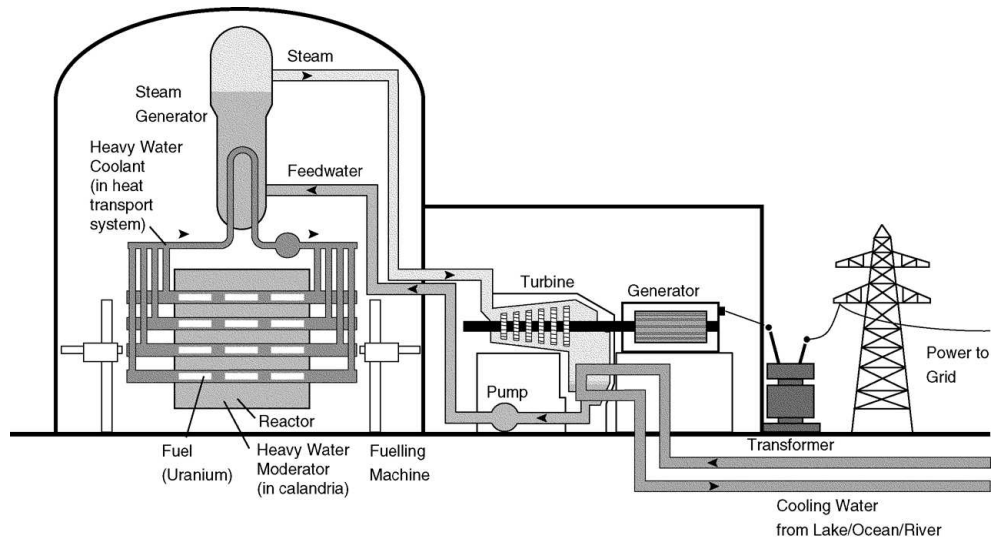 Steam
Steam
Generator
Heavy Water
Coolant
(in heat
transport
system)
Feedwater
Turbine
Generator
Power to
Grid
Pump
Reactor
Fuel
(Uranium)
Heavy Water
Moderator
(in calandria)
Fuelling
Machine
Transformer
Cooling Water
from Lake/Ocean/River